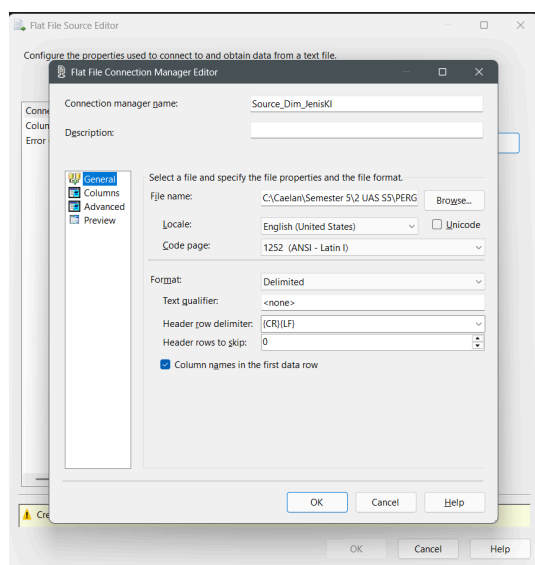 Flat File Source Editor
Configure the properties used to connect to and obtain data from a text file.
Flat File Connection Manager Editor
Connection manager name: Source_Dim_JenisKI
Description:
General
Columns
Advanced
Preview
Select a file and specify the file properties and the file format.
File name: C:\Caelan\Semester 5\2 UAS S5\PERG Browse...
Locale: English (United States) Unicode
Code page: 1252 (ANSI - Latin I)
Format: Delimited
Text qualifier: <none>
Header row delimiter: {CR}{LF}
Header rows to skip: 0
Column names in the first data row
OK Cancel Help
Conne
Colun
Error
Cre
OK Cancel Help